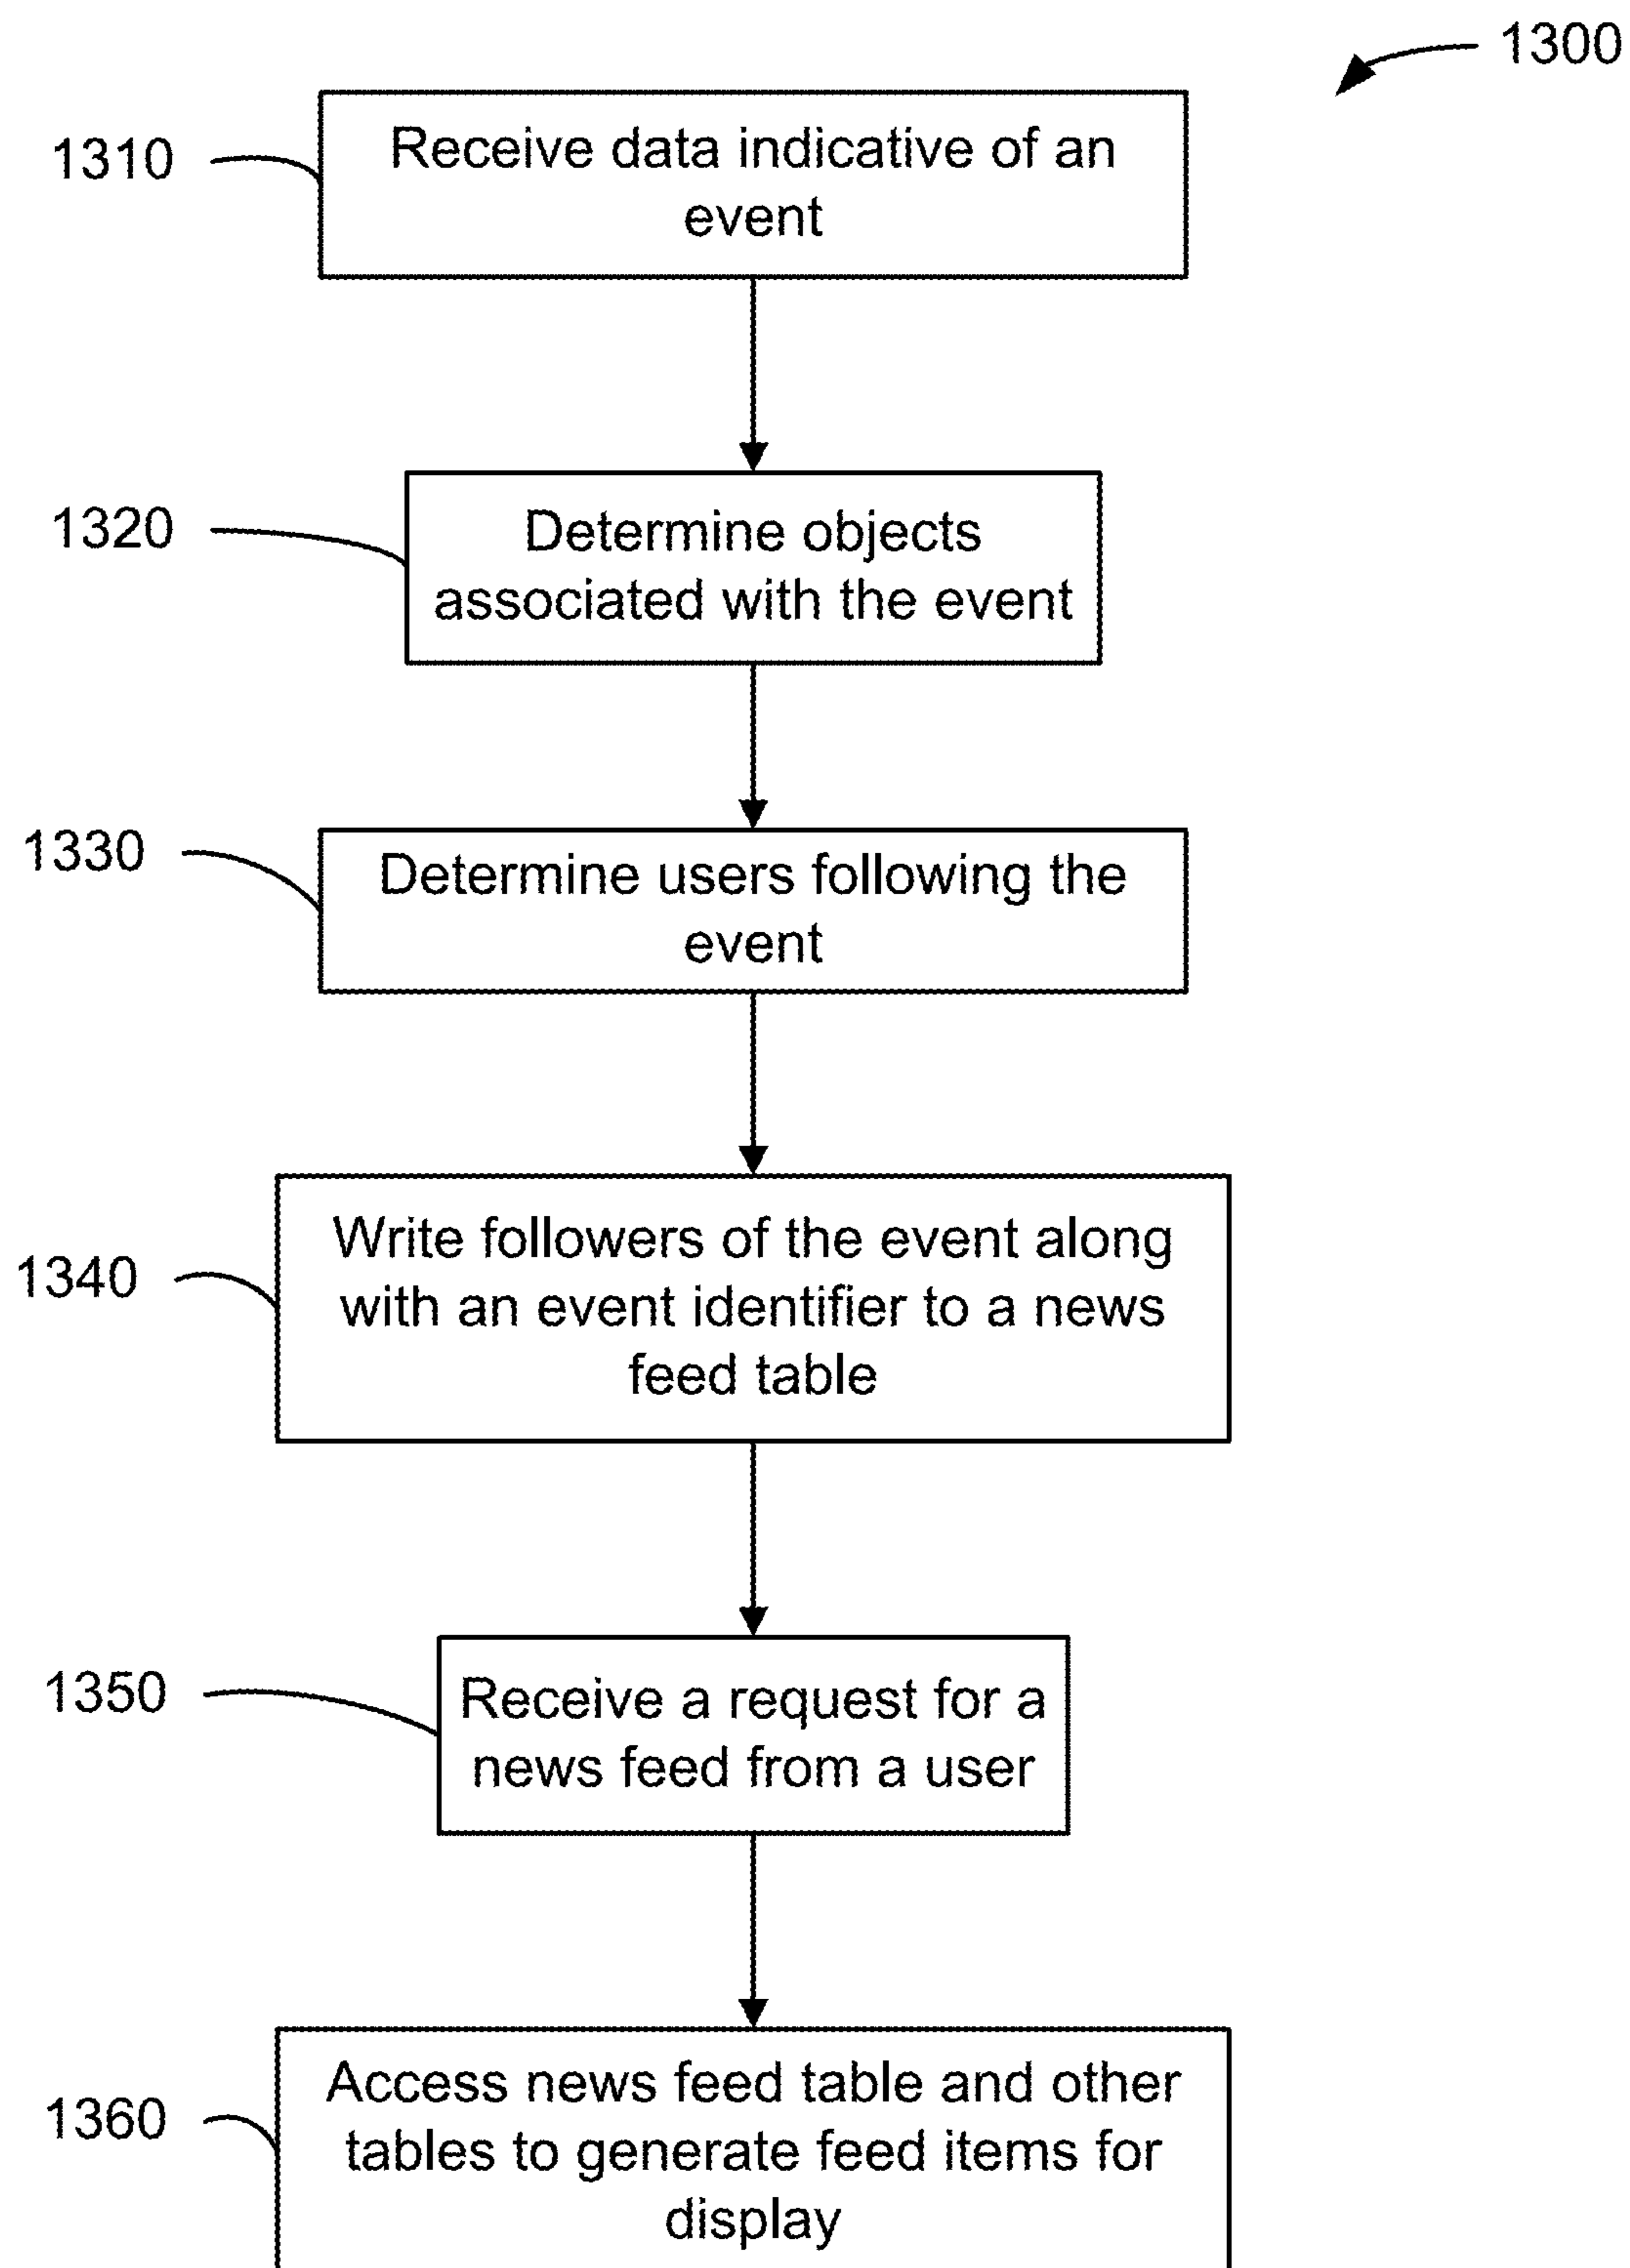 1300
1310
Receive data indicative of an
event
1320
Determine objects
associated with the event
1330
Determine users following the
event
1340
Write followers of the event along
with an event identifier to a news
feed table
1350
Receive a request for a
news feed from a user
1360
Access news feed table and other
tables to generate feed items for
display